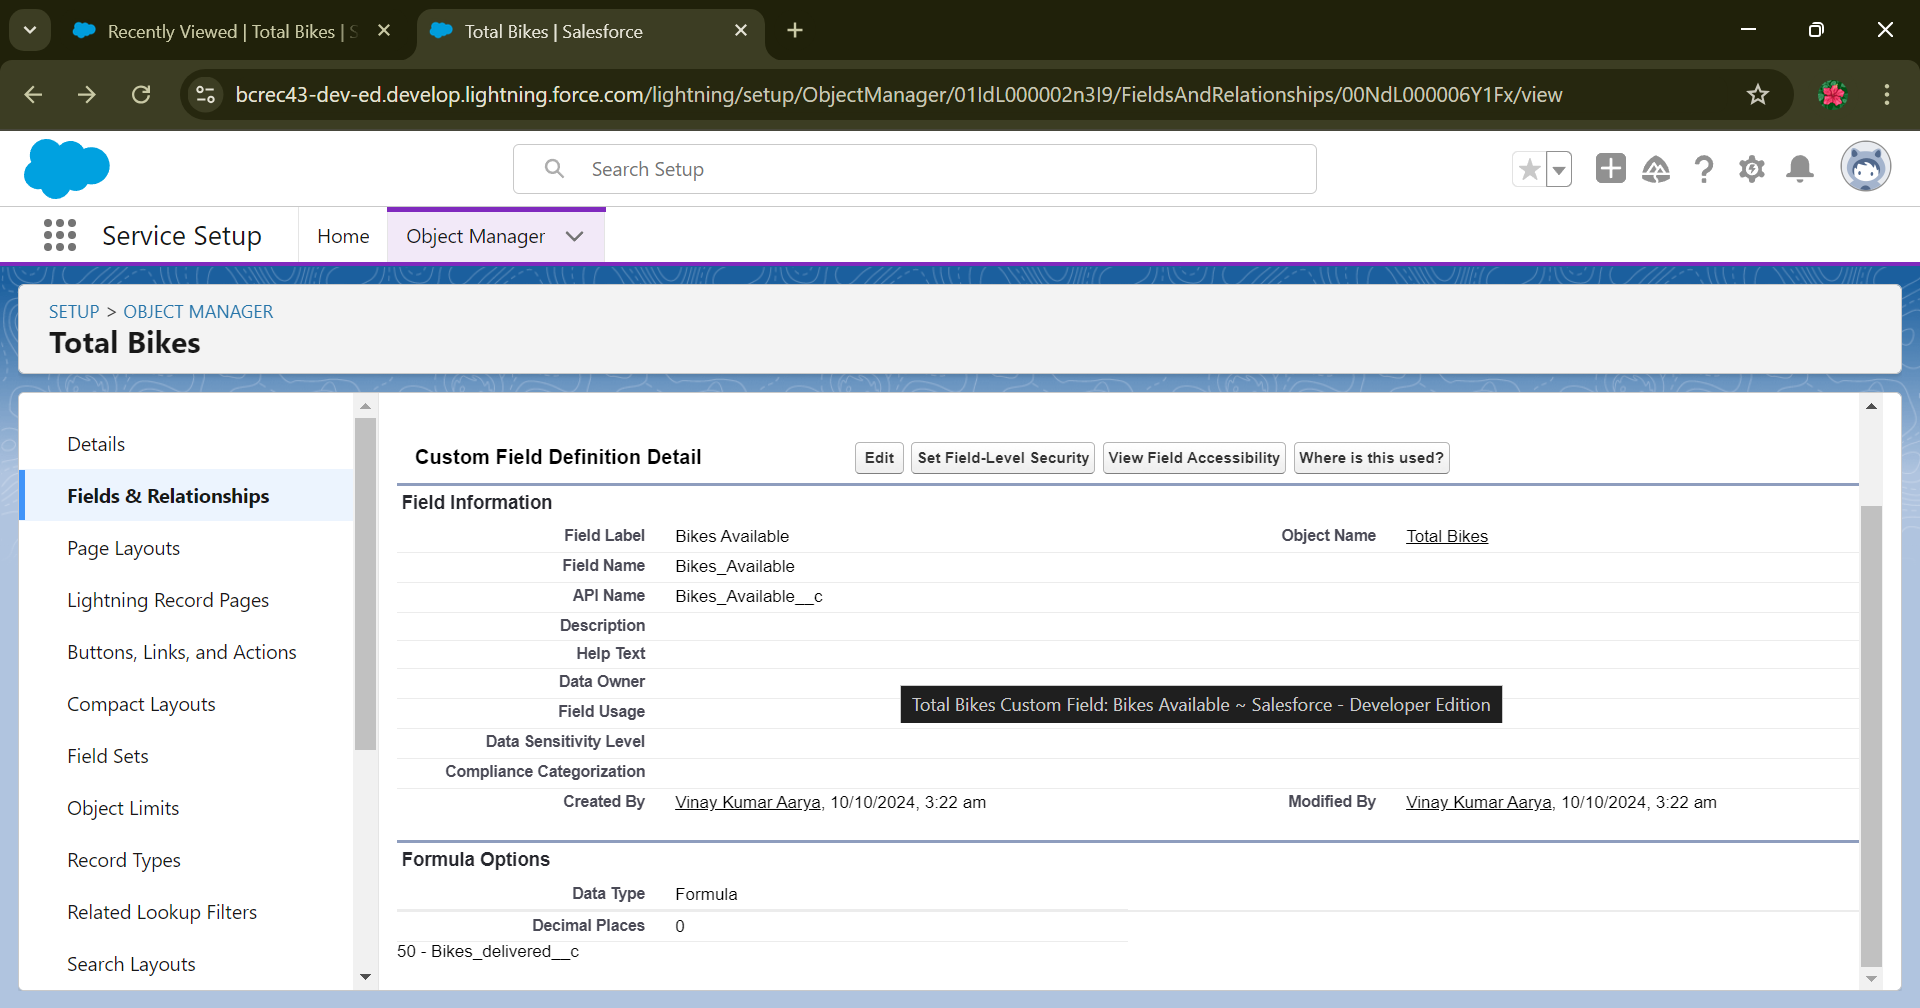 Recently Viewed | Total Bikes | S
Total Bikes | Salesforce
bcrec43-dev-ed.develop.lightning.force.com/lightning/setup/ObjectManager/01IdL000002n3I9/FieldsAndRelationships/00NdL000006Y1Fx/view
Search Setup
Service Setup
Home
Object Manager
SETUP > OBJECT MANAGER
Total Bikes
Details
Fields & Relationships
Page Layouts
Lightning Record Pages
Buttons, Links, and Actions
Compact Layouts
Field Sets
Object Limits
Record Types
Related Lookup Filters
Search Layouts
Custom Field Definition Detail
Edit
Set Field-Level Security
View Field Accessibility
Where is this used?
Field Information
Field Label Bikes Available Object Name Total Bikes
Field Name Bikes_Available
API Name Bikes_Available__c
Description
Help Text
Data Owner
Total Bikes Custom Field: Bikes Available ~ Salesforce - Developer Edition
Field Usage
Data Sensitivity Level
Compliance Categorization
Created By Vinay Kumar Aarya, 10/10/2024, 3:22 am Modified By Vinay Kumar Aarya, 10/10/2024, 3:22 am
Formula Options
Data Type Formula
Decimal Places 0
50 - Bikes_delivered__c